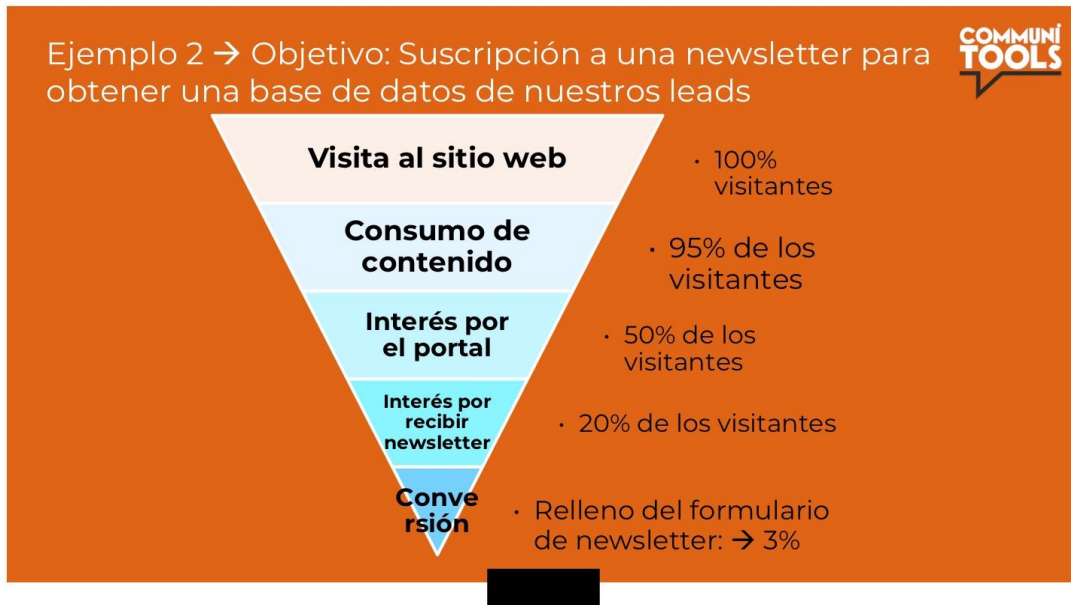 Ejemplo 2 → Objetivo: Suscripción a una newsletter para
obtener una base de datos de nuestros leads
COMMUNI
TOOLS
Visita al sitio web
• 100%
visitantes
Consumo de
contenido
• 95% de los
visitantes
Interés por
el portal
• 50% de los
visitantes
Interés por
recibir
newsletter
• 20% de los visitantes
Conve
rsión
• Relleno del formulario
de newsletter: → 3%